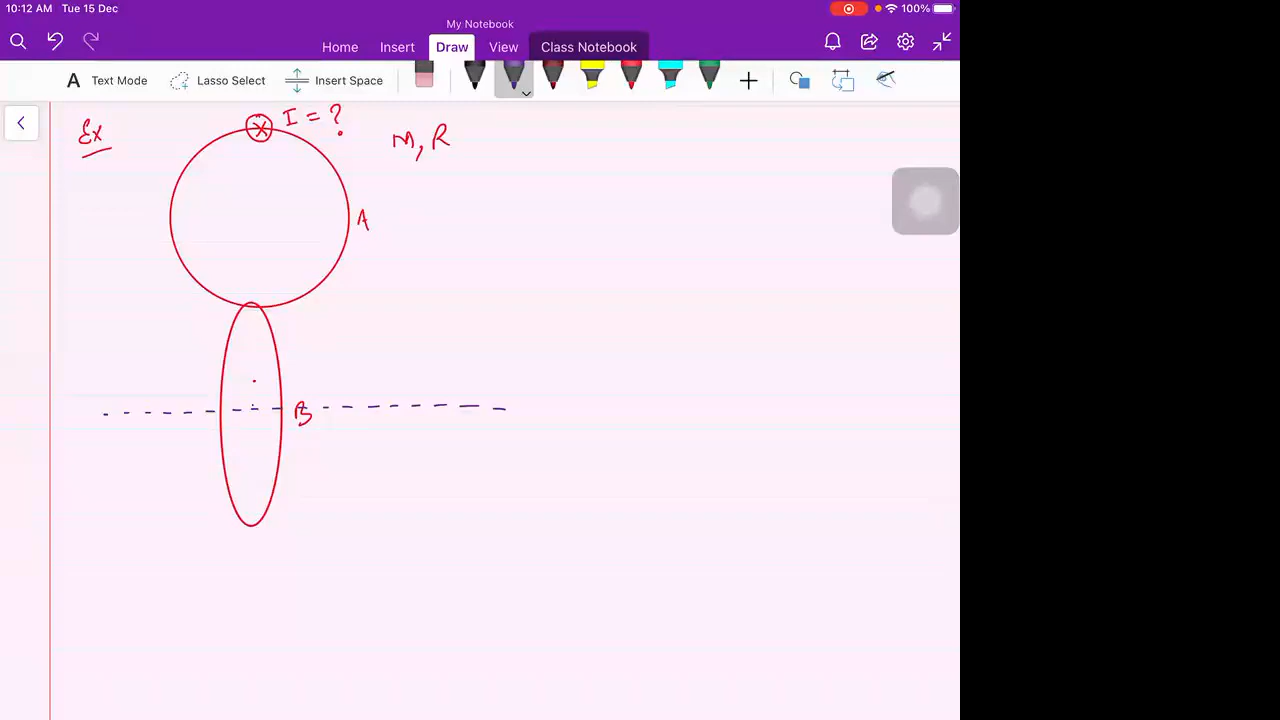 10:12 AM Tue 15 Dec
100%
My Notebook
Home Insert Draw View Class Notebook
A Text Mode Lasso Select Insert Space
Ex
x I = ?
M, R
A
B